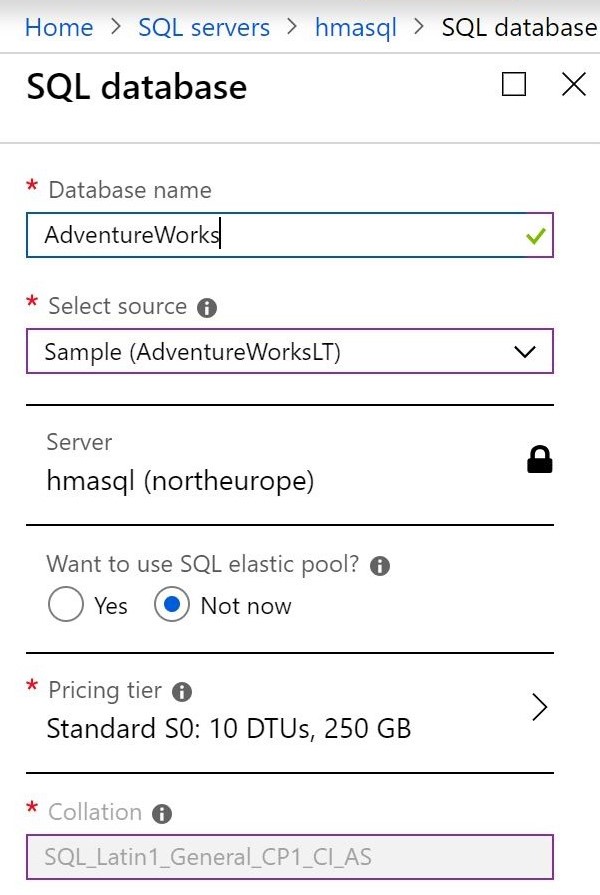 Home > SQL servers > hmasql > SQL database
SQL database
* Database name
AdventureWorks
* Select source
Sample (AdventureWorksLT)
Server
hmasql (northeurope)
Want to use SQL elastic pool?
Yes Not now
* Pricing tier
Standard S0: 10 DTUs, 250 GB
* Collation
SQL_Latin1_General_CP1_CI_AS